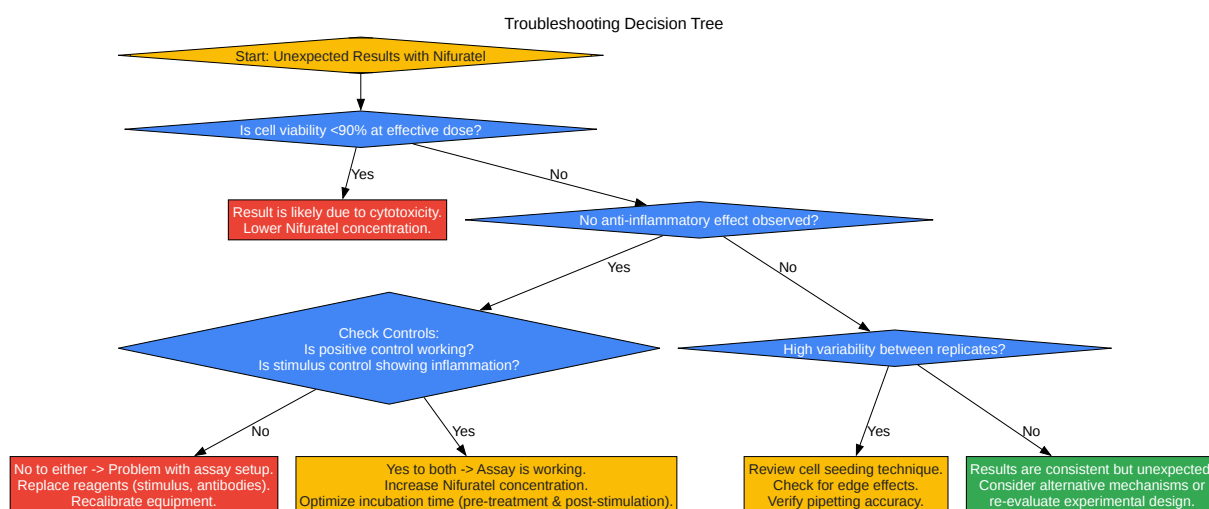 Troubleshooting Decision Tree
Start: Unexpected Results with Nifuratel
Is cell viability <90% at effective dose?
Yes
No
Result is likely due to cytotoxicity.
Lower Nifuratel concentration.
No anti-inflammatory effect observed?
Yes
No
Check Controls:
Is positive control working?
Is stimulus control showing inflammation?
High variability between replicates?
No
Yes
Yes
No
No to either -> Problem with assay setup.
Replace reagents (stimulus, antibodies).
Recalibrate equipment.
Yes to both -> Assay is working.
Increase Nifuratel concentration.
Optimize incubation time (pre-treatment & post-stimulation).
Review cell seeding technique.
Check for edge effects.
Verify pipetting accuracy.
Results are consistent but unexpected
Consider alternative mechanisms or
re-evaluate experimental design.